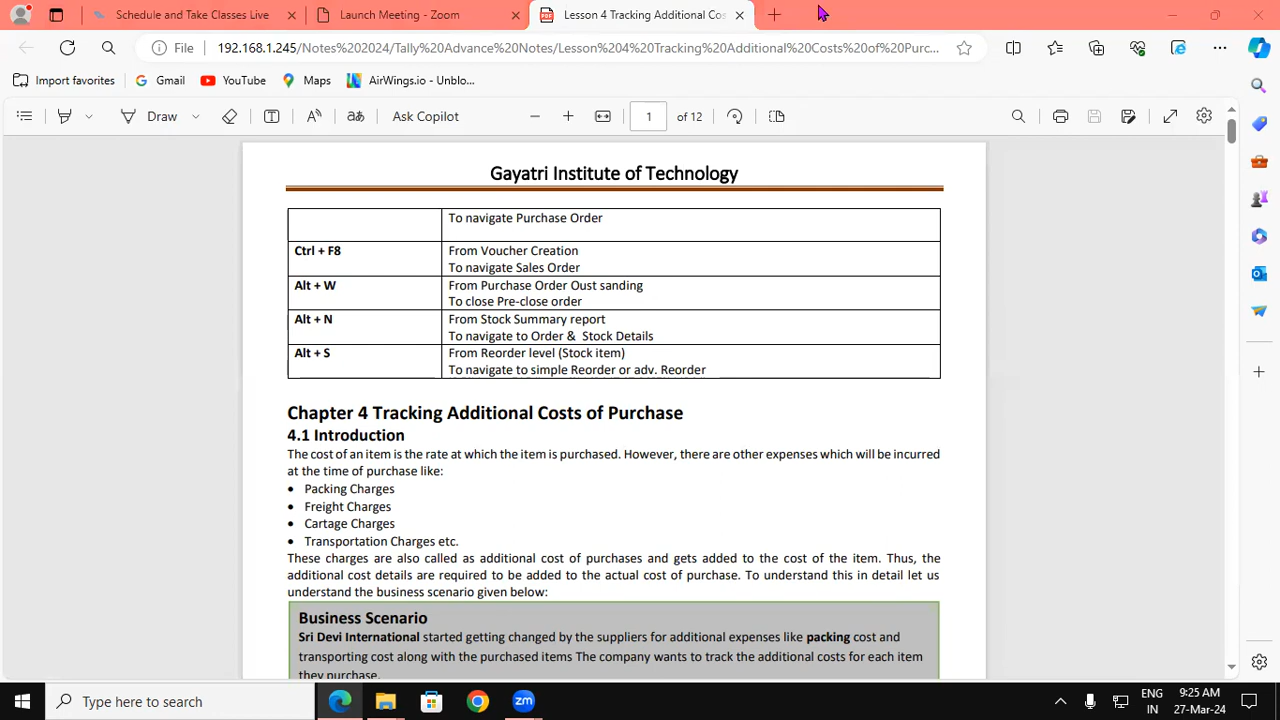 Schedule and Take Classes Live
Launch Meeting - Zoom
Lesson 4 Tracking Additional Cos
File
192.168.1.245/Notes%202024/Tally%20Advance%20Notes/Lesson%204%20Tracking%20Additional%20Costs%20of%20Purc...
Import favorites
Gmail
YouTube
Maps
AirWings.io - Unblo...
Draw
Ask Copilot
1 of 12
Gayatri Institute of Technology
To navigate Purchase Order
Ctrl + F8
From Voucher Creation
To navigate Sales Order
Alt + W
From Purchase Order Oust sanding
To close Pre-close order
Alt + N
From Stock Summary report
To navigate to Order & Stock Details
Alt + S
From Reorder level (Stock item)
To navigate to simple Reorder or adv. Reorder
Chapter 4 Tracking Additional Costs of Purchase
4.1 Introduction
The cost of an item is the rate at which the item is purchased. However, there are other expenses which will be incurred
at the time of purchase like:
• Packing Charges
• Freight Charges
• Cartage Charges
• Transportation Charges etc.
These charges are also called as additional cost of purchases and gets added to the cost of the item. Thus, the
additional cost details are required to be added to the actual cost of purchase. To understand this in detail let us
understand the business scenario given below:
Business Scenario
Sri Devi International started getting changed by the suppliers for additional expenses like packing cost and
transporting cost along with the purchased items The company wants to track the additional costs for each item
they purchase.
Type here to search
zm
ENG
IN
9:25 AM
27-Mar-24